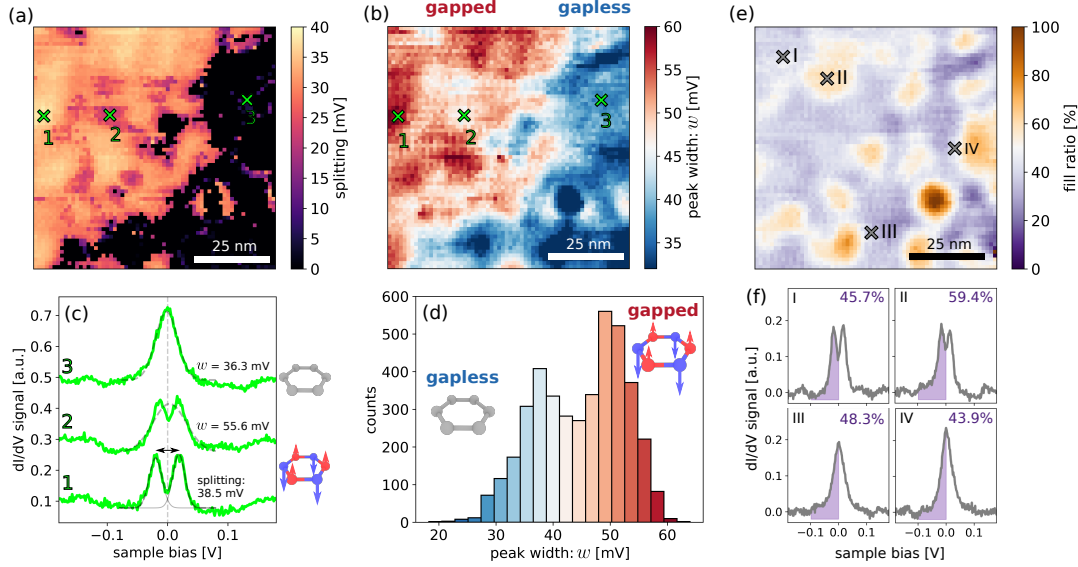 (a)
1
2
3
25 nm
40
35
30
25
20
15
10
5
0
splitting [mV]
(b)
gapped
gapless
1
2
3
25 nm
60
55
50
45
40
35
peak width: w [mV]
(e)
I
II
III
IV
25 nm
100
80
60
40
20
0
fill ratio [%]
(c)
3
w = 36.3 mV
2
w = 55.6 mV
1
splitting:
38.5 mV
0.7
0.6
0.5
0.4
0.3
0.2
0.1
dI/dV signal [a.u.]
−0.1
0.0
0.1
sample bias [V]
(d)
gapped
gapless
600
500
400
300
200
100
0
counts
20
30
40
50
60
peak width: w [mV]
(f)
I
45.7%
II
59.4%
III
48.3%
IV
43.9%
0.2
0.1
0.0
0.2
0.1
0.0
dI/dV signal [a.u.]
−0.1
0.0
0.1
−0.1
0.0
0.1
sample bias [V]